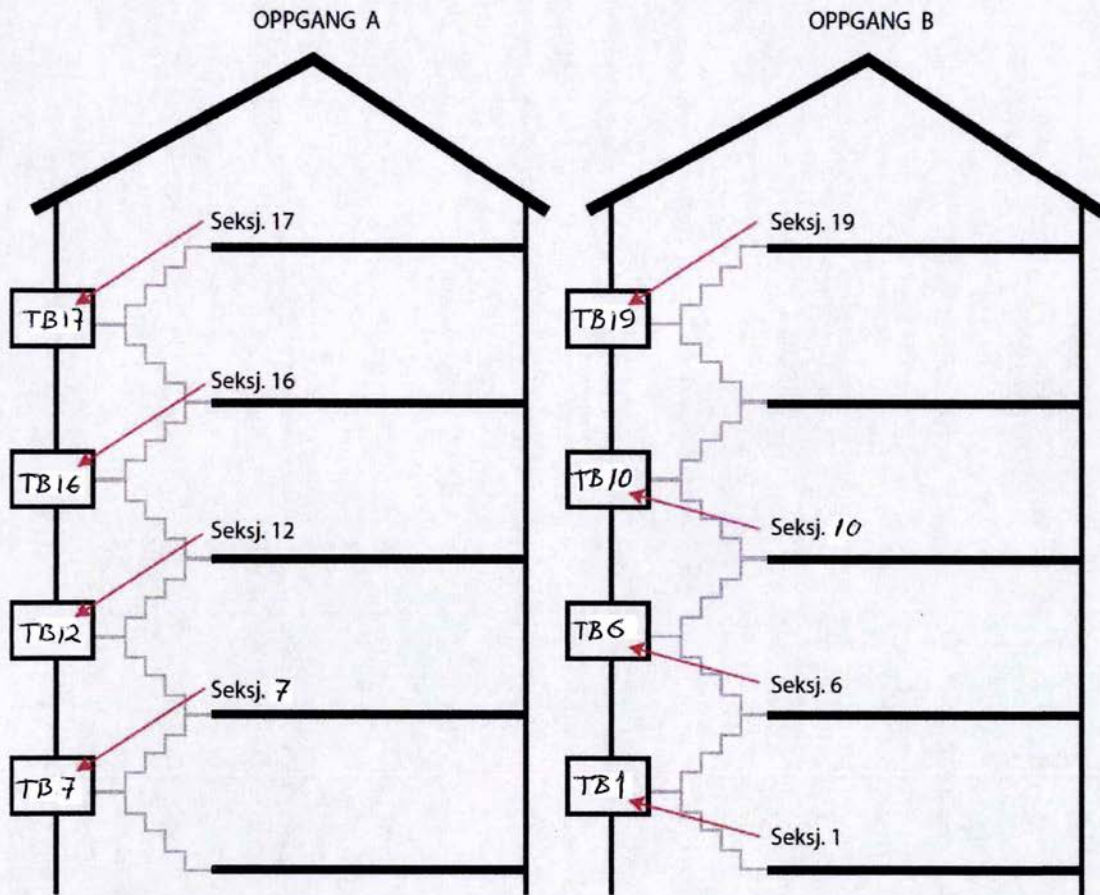 OPPGANG A
Seksj. 17
TB17
Seksj. 16
TB16
Seksj. 12
TB12
Seksj. 7
TB7
OPPGANG B
Seksj. 19
TB19
TB10
Seksj. 10
TB6
Seksj. 6
TB1
Seksj. 1